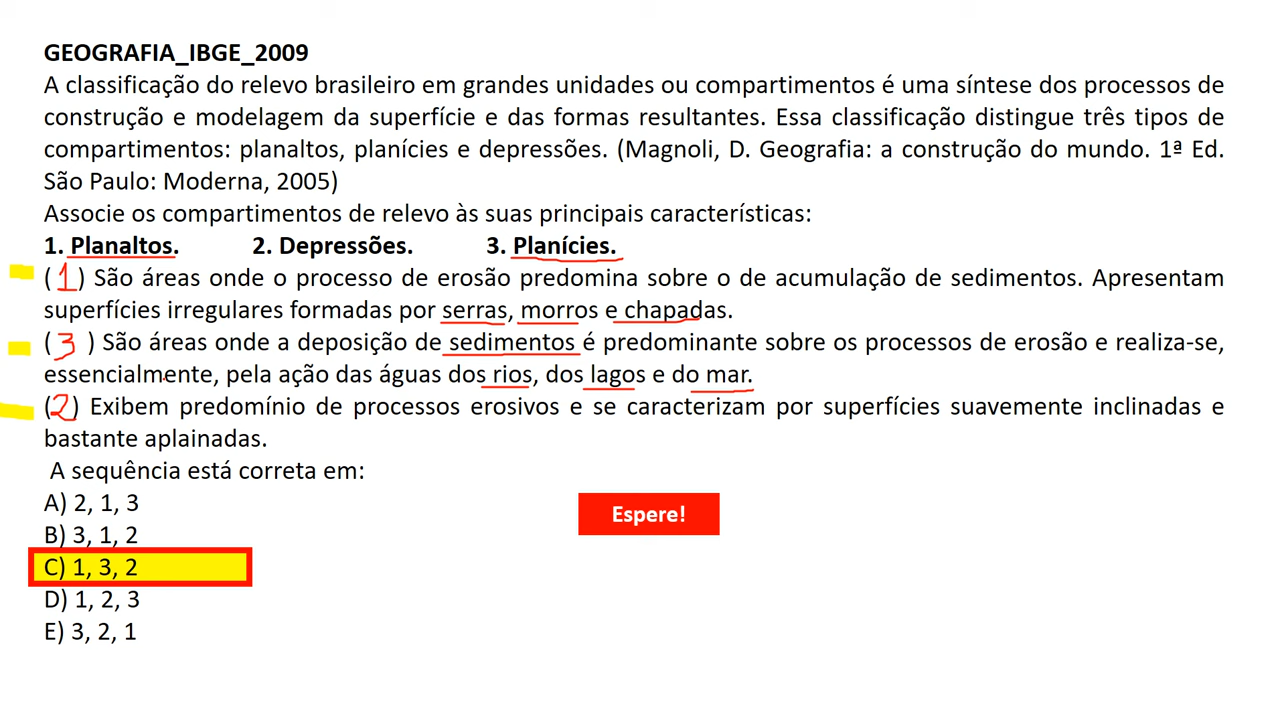 GEOGRAFIA_IBGE_2009
A classificação do relevo brasileiro em grandes unidades ou compartimentos é uma síntese dos processos de
construção e modelagem da superfície e das formas resultantes. Essa classificação distingue três tipos de
compartimentos: planaltos, planícies e depressões. (Magnoli, D. Geografia: a construção do mundo. 1ª Ed.
São Paulo: Moderna, 2005)
Associe os compartimentos de relevo às suas principais características:
1. Planaltos. 2. Depressões. 3. Planícies.
( 1 ) São áreas onde o processo de erosão predomina sobre o de acumulação de sedimentos. Apresentam
superfícies irregulares formadas por serras, morros e chapadas.
( 3 ) São áreas onde a deposição de sedimentos é predominante sobre os processos de erosão e realiza-se,
essencialmente, pela ação das águas dos rios, dos lagos e do mar.
( 2 ) Exibem predomínio de processos erosivos e se caracterizam por superfícies suavemente inclinadas e
bastante aplainadas.
A sequência está correta em:
A) 2, 1, 3
Espere!
B) 3, 1, 2
C) 1, 3, 2
D) 1, 2, 3
E) 3, 2, 1